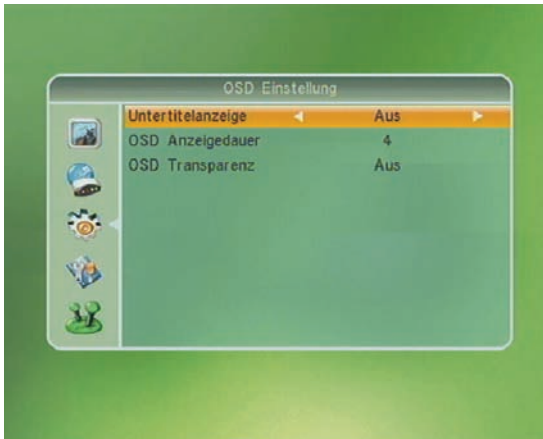 OSD Einstellung
Untertitelanzeige Aus
OSD Anzeigedauer 4
OSD Transparenz Aus